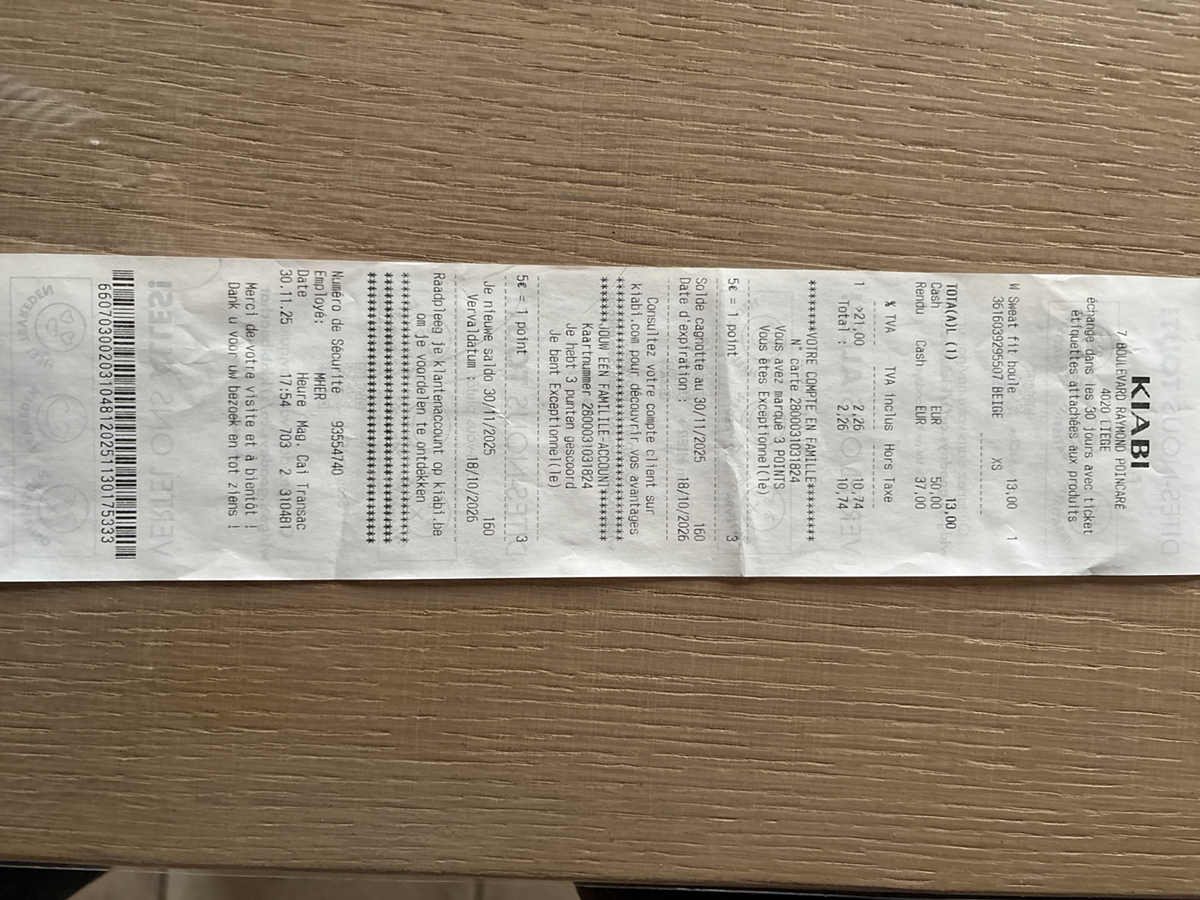 KIABI
7 BOULEVARD RAYMOND POINCARÉ
4020 LIEGE
échange dans les 30 jours avec ticket
étiquettes attachées aux produits
W Sweat fit boule 13,00 1
3616039295507 BEIGE XS
TOTA(A)L (1) 13,00
Cash EUR 50,00
Rendu Cash EUR 37,00
% TVA TVA inclus Hors Taxe
1 >21,00 2,26 10,74
Total : 2,26 10,74
*******VOTRE COMPTE EN FAMILLE*******
N° carte 2800031031824
Vous avez marqué 3 POINTS
Vous êtes Exceptionnel(le)
5€ = 1 point 3
Solde cagnotte au 30/11/2025 160
Date d'expiration : 18/10/2026
Consultez votre compte client sur
kiabi.com pour découvrir vos avantages
*******JOUW EEN FAMILIE-ACCOUNT*******
Kaartnummer 2800031031824
Je hebt 3 punten gescoord
Je bent Exceptionnel(le)
5€ = 1 point 3
Je nieuwe saldo 30/11/2025 160
Vervaldatum : 18/10/2026
Raadpleeg je klantenaccount op kiabi.be
om je voordelen te ontdekken
Numéro de Sécurité 93554740
Employé: MHER
Date Heure Mag. Cai Transac
30.11.25 17:54 703 2 310481
Merci de votre visite et à bientôt !
Dank u voor uw bezoek en tot ziens !
660703002031048120251130175333